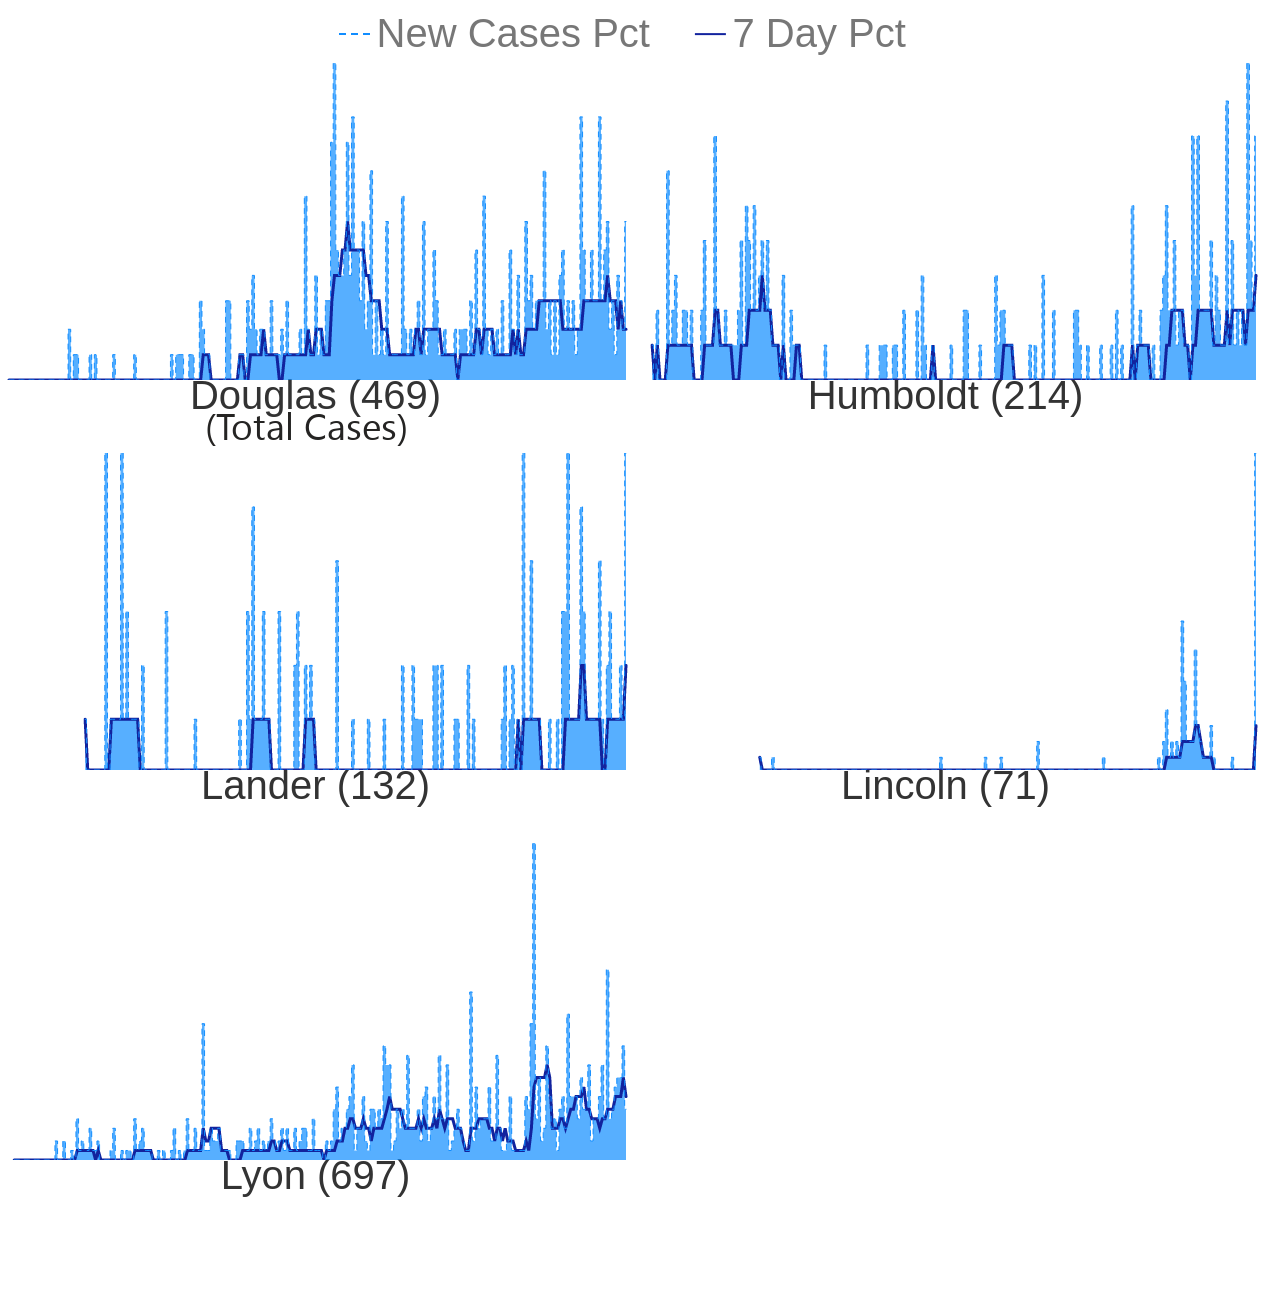 New Cases Pct 7 Day Pct
Douglas (469) Humboldt (214)
(Total Cases)
Lander (132) Lincoln (71)
Lyon (697)